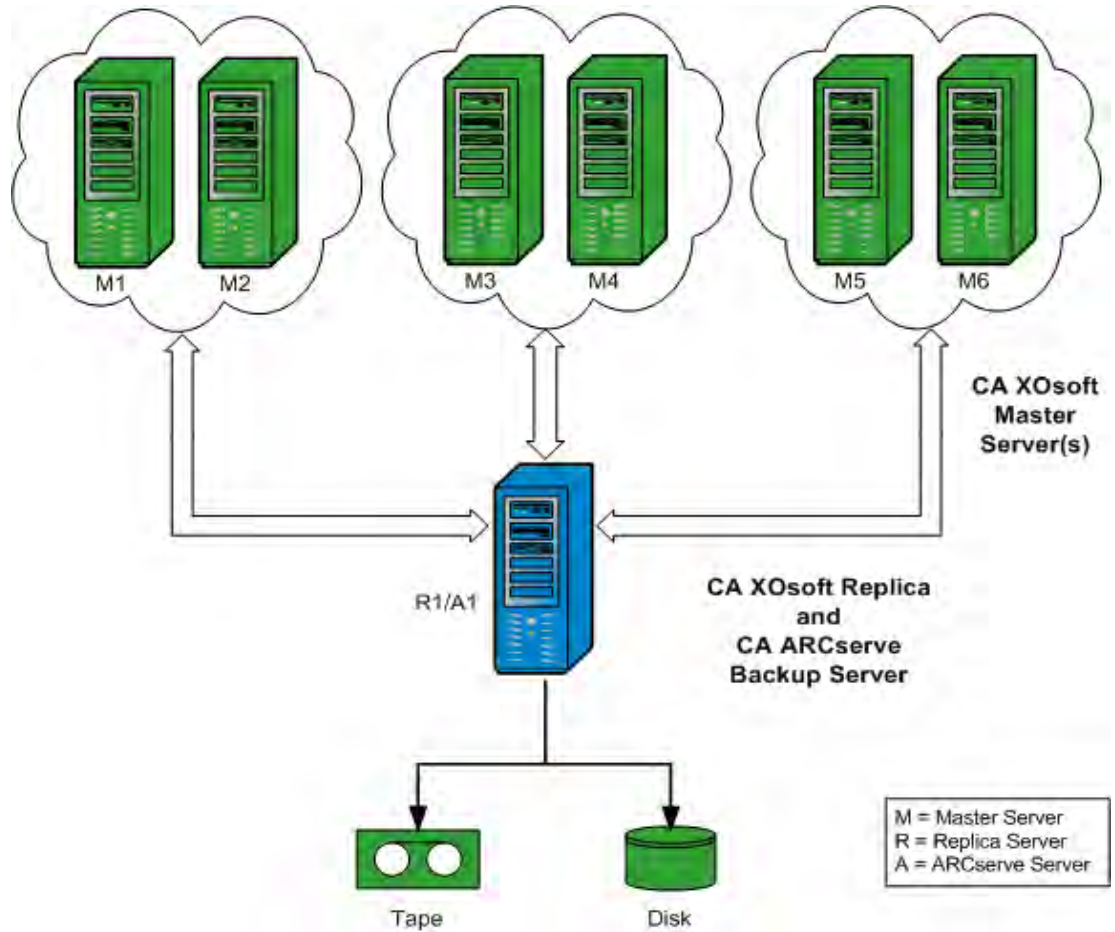 M1
M2
M3
M4
M5
M6
CA XOsoft
Master
Server(s)
R1/A1
CA XOsoft Replica
and
CA ARCserve
Backup Server
M = Master Server
R = Replica Server
A = ARCserve Server
Tape
Disk